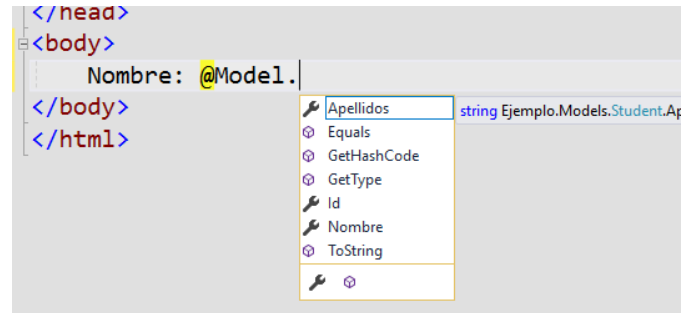 </head>
<body>
Nombre: @Model.
Apellidos
string Ejemplo.Models.Student.Ap
Equals
GetHashCode
GetType
Id
Nombre
ToString
</body>
</html>